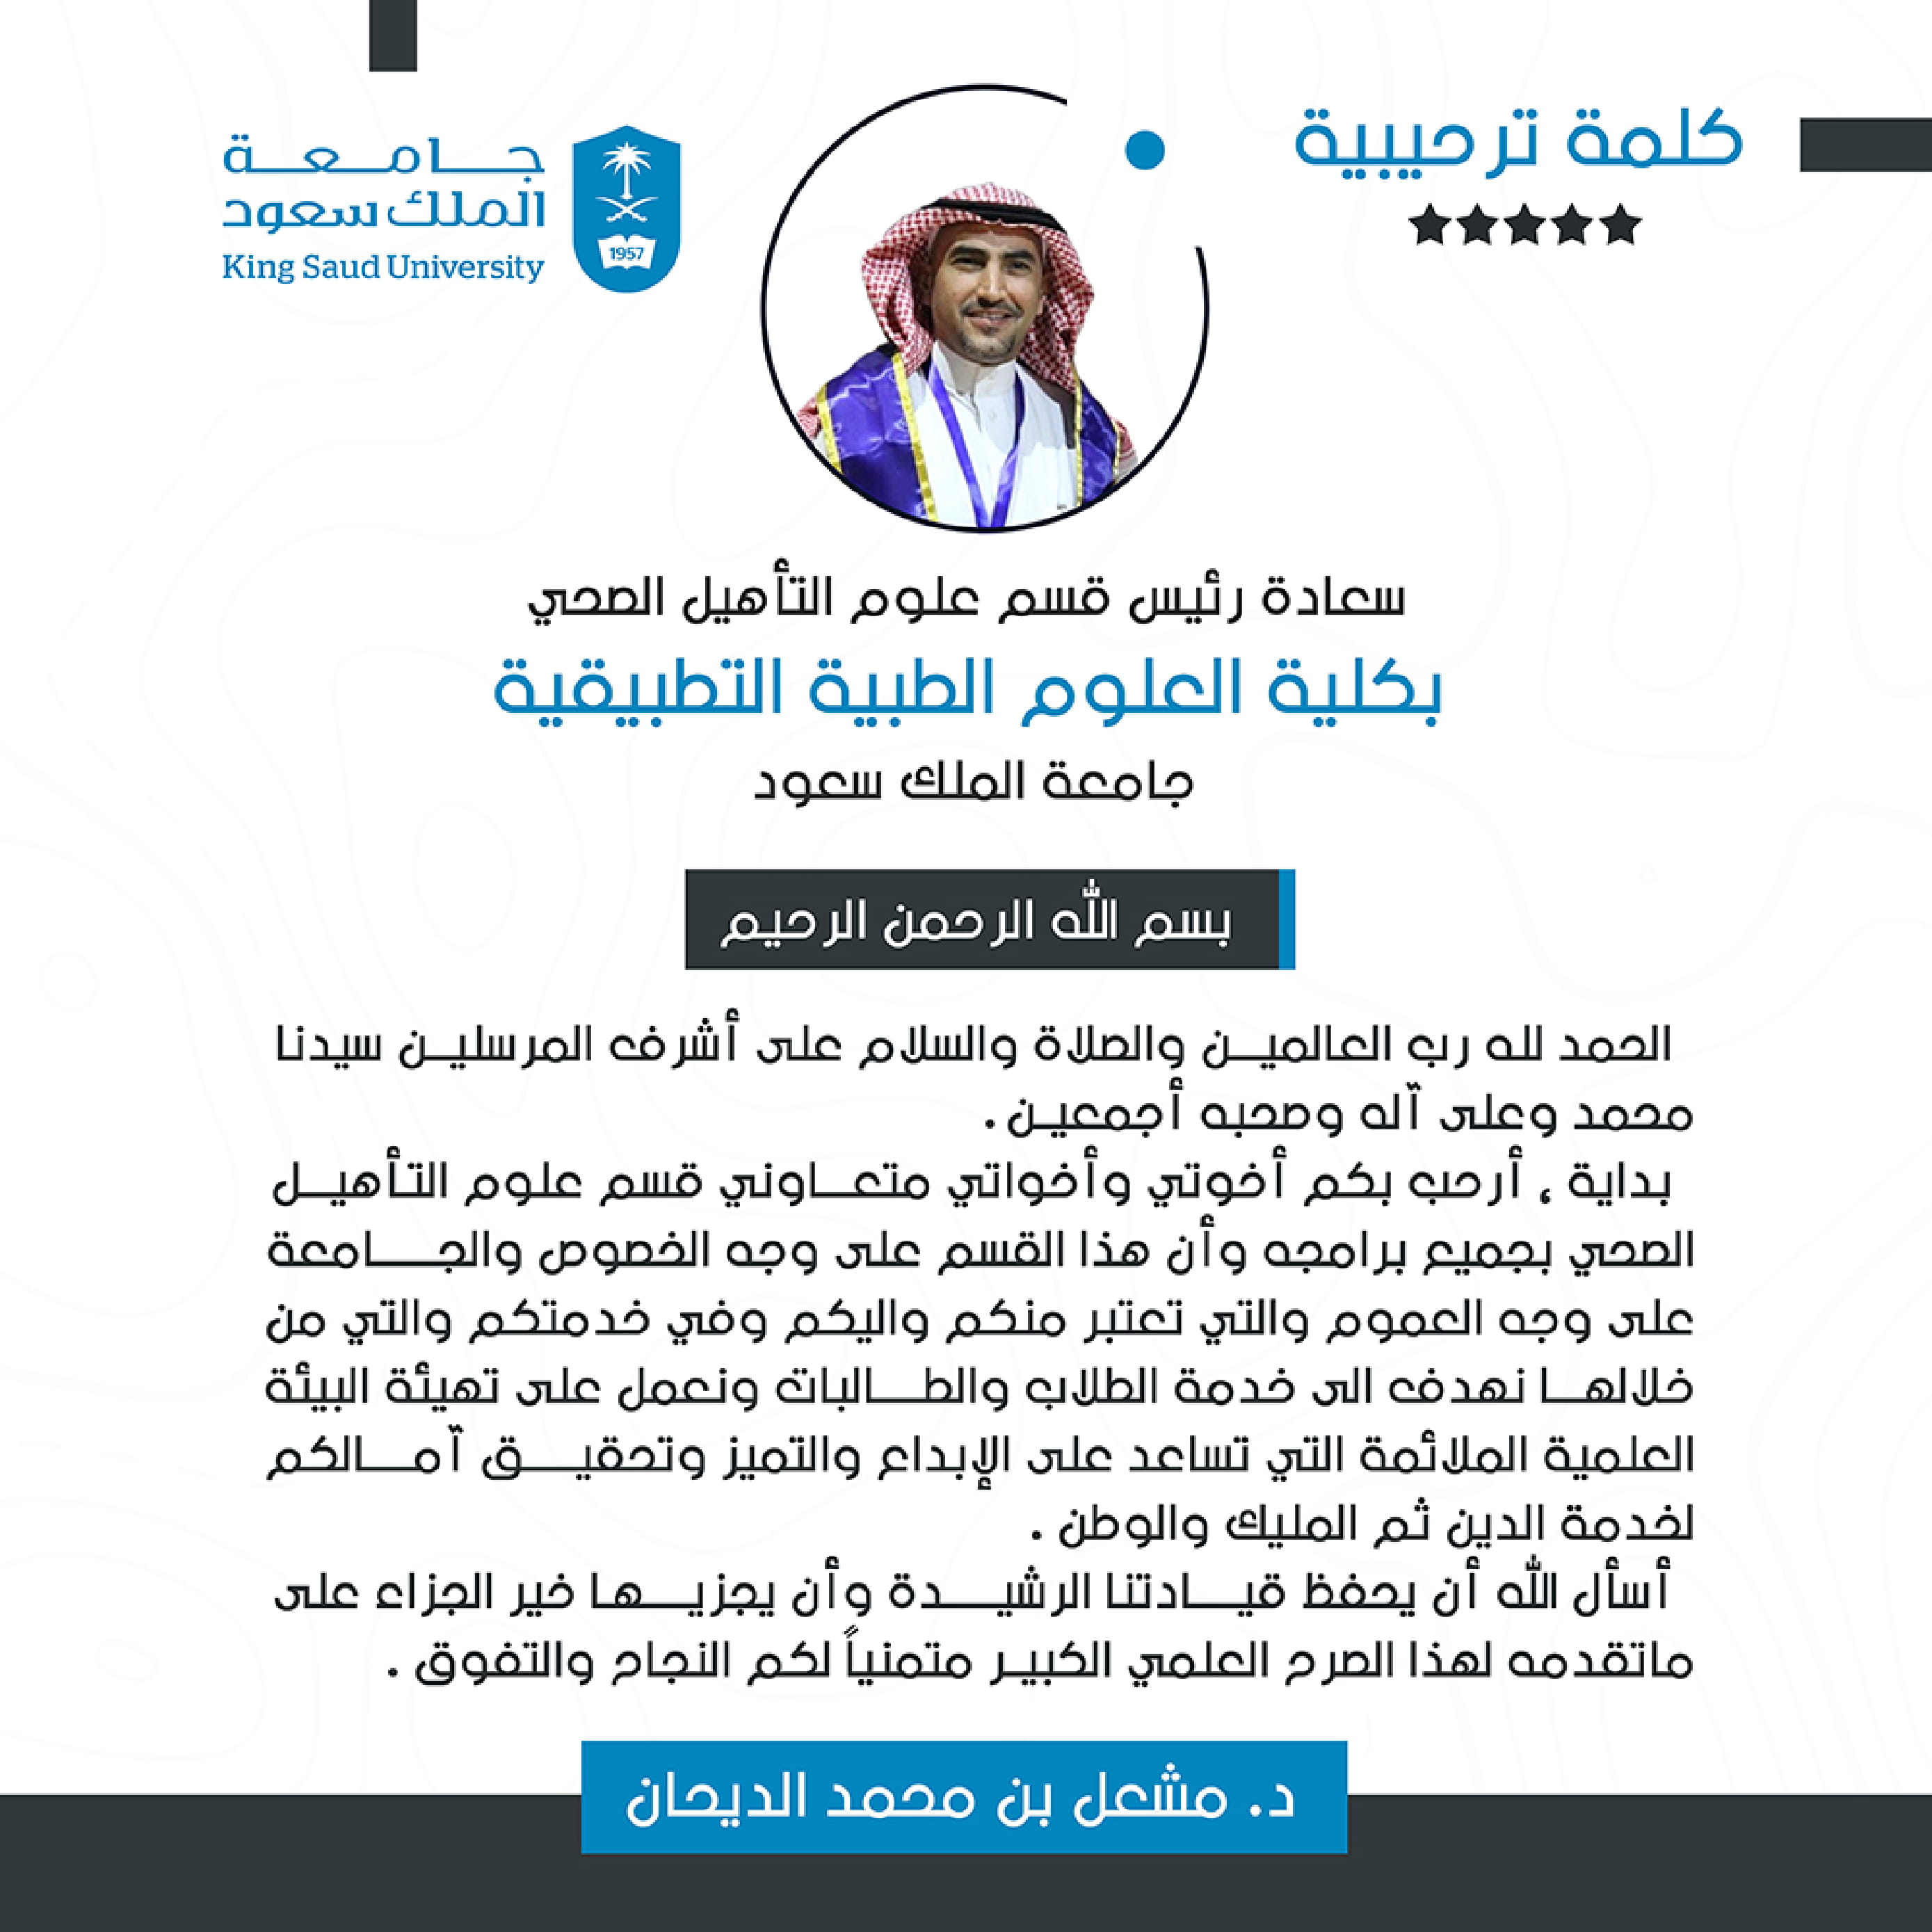 كلمة ترحيبية
جامعة
الملك سعود
King Saud University
1957
سعادة رئيس قسم علوم التأهيل الصحي
بكلية العلوم الطبية التطبيقية
جامعة الملك سعود
بسم الله الرحمن الرحيم
الحمد لله رب العالمين والصلاة والسلام على أشرف المرسلين سيدنا
محمد وعلى آله وصحبه أجمعين .
بداية ، أرحب بكم أخوتي وأخواتي متعاوني قسم علوم التأهيل
الصحي بجميع برامجه وأن هذا القسم على وجه الخصوص والجامعة
على وجه العموم والتي تعتبر منكم واليكم وفي خدمتكم والتي من
خلالها نهدف الى خدمة الطلاب والطالبات ونعمل على تهيئة البيئة
العلمية الملائمة التي تساعد على الإبداع والتميز وتحقيق آمالكم
لخدمة الدين ثم المليك والوطن .
أسأل الله أن يحفظ قيادتنا الرشيدة وأن يجزيها خير الجزاء على
ماتقدمه لهذا الصرح العلمي الكبير متمنياً لكم النجاح والتفوق .
د. مشعل بن محمد الديحان